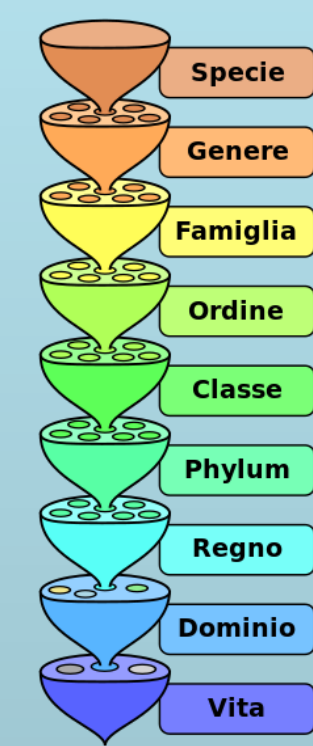 Specie
Genere
Famiglia
Ordine
Classe
Phylum
Regno
Dominio
Vita